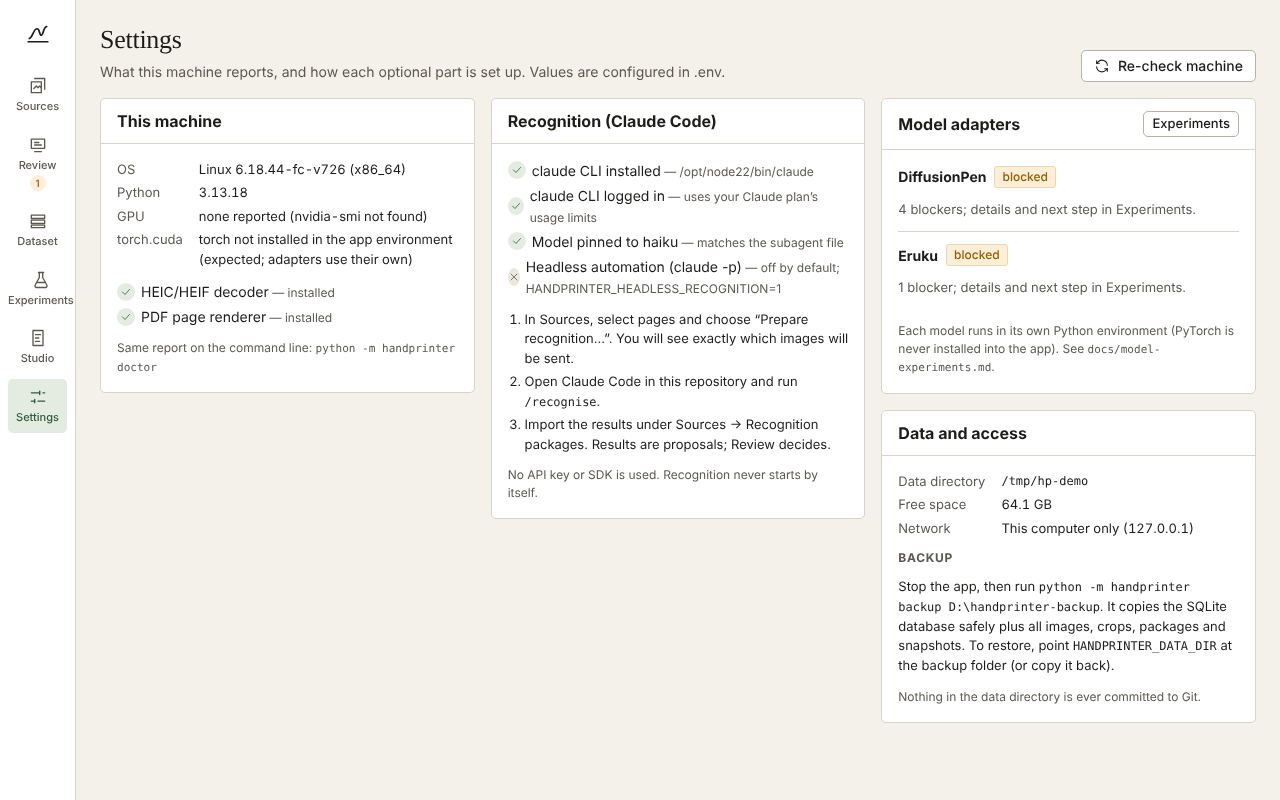 Settings
What this machine reports, and how each optional part is set up. Values are configured in .env.
Re-check machine
Sources
Review
1
Dataset
Experiments
Studio
Settings
This machine
OS Linux 6.18.44-fc-v726 (x86_64)
Python 3.13.18
GPU none reported (nvidia-smi not found)
torch.cuda torch not installed in the app environment
(expected; adapters use their own)
HEIC/HEIF decoder — installed
PDF page renderer — installed
Same report on the command line: python -m handprinter
doctor
Recognition (Claude Code)
claude CLI installed — /opt/node22/bin/claude
claude CLI logged in — uses your Claude plan's
usage limits
Model pinned to haiku — matches the subagent file
Headless automation (claude -p) — off by default;
HANDPRINTER_HEADLESS_RECOGNITION=1
1. In Sources, select pages and choose “Prepare
recognition…”. You will see exactly which images will
be sent.
2. Open Claude Code in this repository and run
/recognise.
3. Import the results under Sources → Recognition
packages. Results are proposals; Review decides.
No API key or SDK is used. Recognition never starts by
itself.
Model adapters
Experiments
DiffusionPen blocked
4 blockers; details and next step in Experiments.
Eruku blocked
1 blocker; details and next step in Experiments.
Each model runs in its own Python environment (PyTorch is
never installed into the app). See docs/model-
experiments.md.
Data and access
Data directory /tmp/hp-demo
Free space 64.1 GB
Network This computer only (127.0.0.1)
BACKUP
Stop the app, then run python -m handprinter
backup D:\handprinter-backup. It copies the SQLite
database safely plus all images, crops, packages and
snapshots. To restore, point HANDPRINTER_DATA_DIR at
the backup folder (or copy it back).
Nothing in the data directory is ever committed to Git.